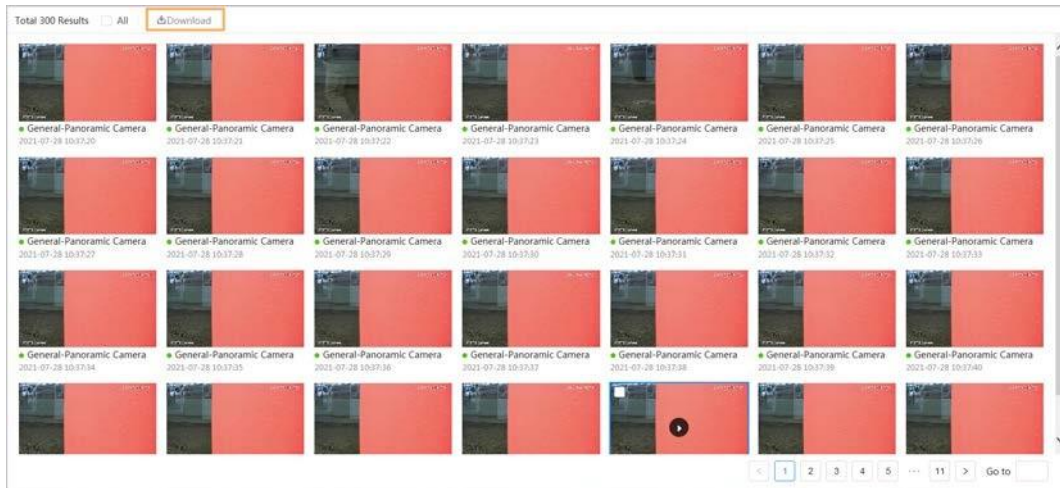 Total 300 Results All Download
General-Panoramic Camera General-Panoramic Camera General-Panoramic Camera General-Panoramic Camera General-Panoramic Camera General-Panoramic Camera General-Panoramic Camera
2021-07-28 10:37:20 2021-07-28 10:37:21 2021-07-28 10:37:22 2021-07-28 10:37:23 2021-07-28 10:37:24 2021-07-28 10:37:25 2021-07-28 10:37:26
General-Panoramic Camera General-Panoramic Camera General-Panoramic Camera General-Panoramic Camera General-Panoramic Camera General-Panoramic Camera General-Panoramic Camera
2021-07-28 10:37:27 2021-07-28 10:37:28 2021-07-28 10:37:29 2021-07-28 10:37:30 2021-07-28 10:37:31 2021-07-28 10:37:32 2021-07-28 10:37:33
General-Panoramic Camera General-Panoramic Camera General-Panoramic Camera General-Panoramic Camera General-Panoramic Camera General-Panoramic Camera General-Panoramic Camera
2021-07-28 10:37:34 2021-07-28 10:37:35 2021-07-28 10:37:36 2021-07-28 10:37:37 2021-07-28 10:37:38 2021-07-28 10:37:39 2021-07-28 10:37:40
< 1 2 3 4 5 ··· 11 > Go to